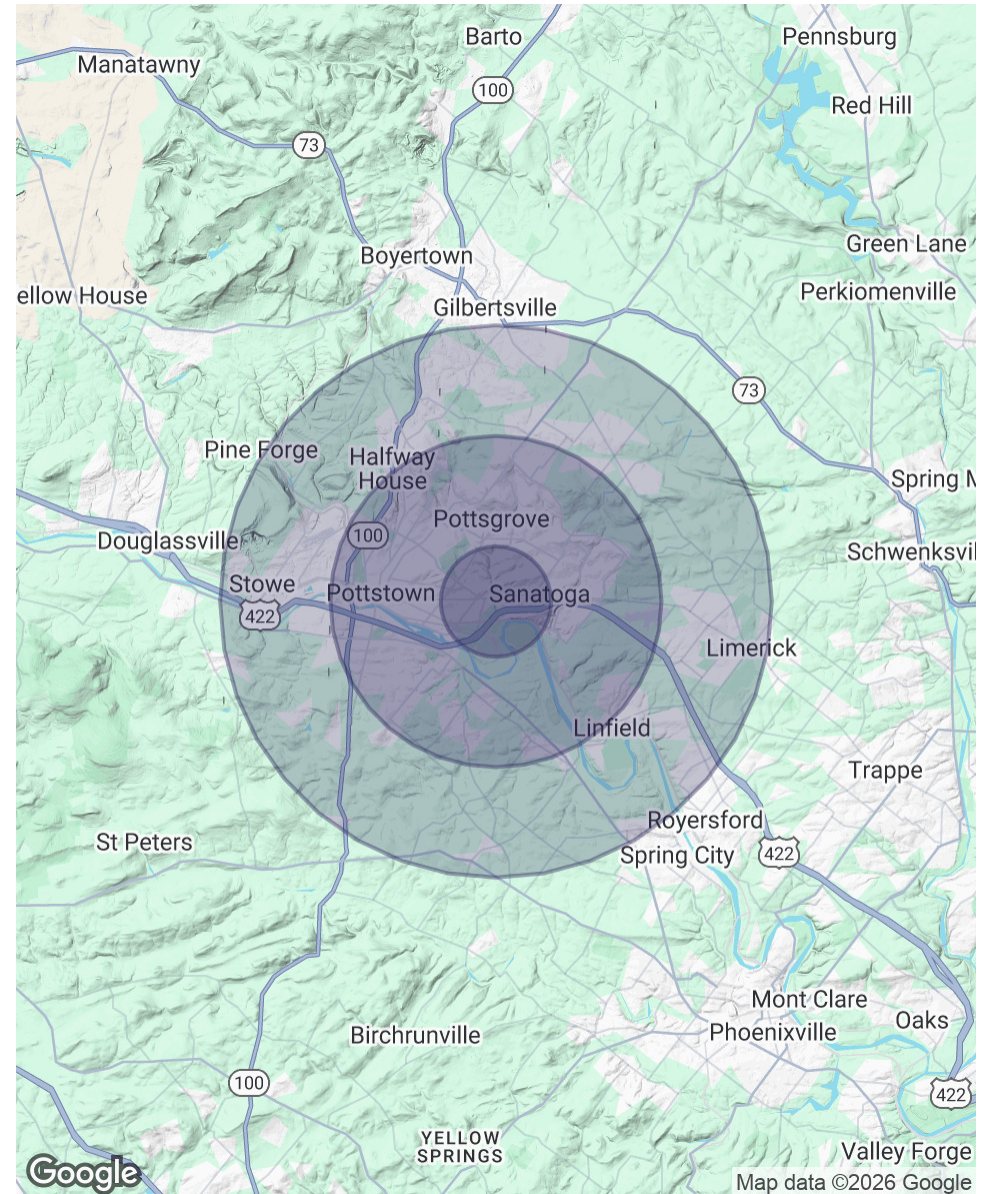 Barto
Pennsburg
Manatawny
100
Red Hill
73
Green Lane
Boyertown
ellow House
Perkiomenville
Gilbertsville
73
Pine Forge
Halfway
House
Spring M
Pottsgrove
100
Douglassville
Schwenksvil
Stowe
Pottstown
Sanatoga
422
Limerick
Linfield
Trappe
Royersford
St Peters
Spring City
422
Mont Clare
Oaks
Phoenixville
Birchrunville
100
422
YELLOW
SPRINGS
Valley Forge
Google
Map data ©2026 Google